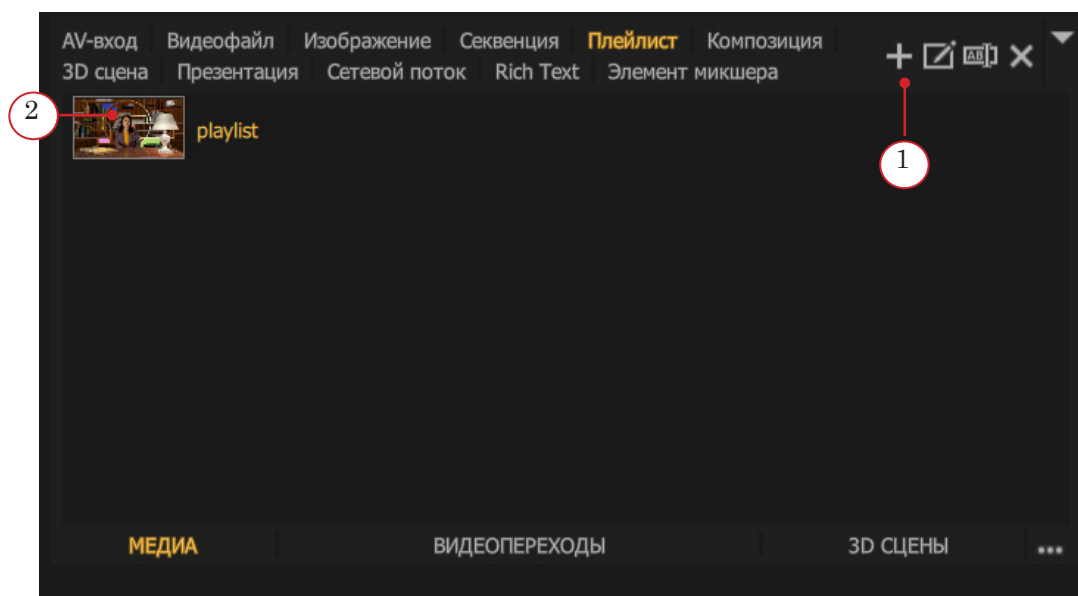 AV-вход Видеофайл Изображение Секвенция Плейлист Композиция
3D сцена Презентация Сетевой поток Rich Text Элемент микшера
AB
2
playlist
1
МЕДИА ВИДЕОПЕРЕХОДЫ 3D СЦЕНЫ